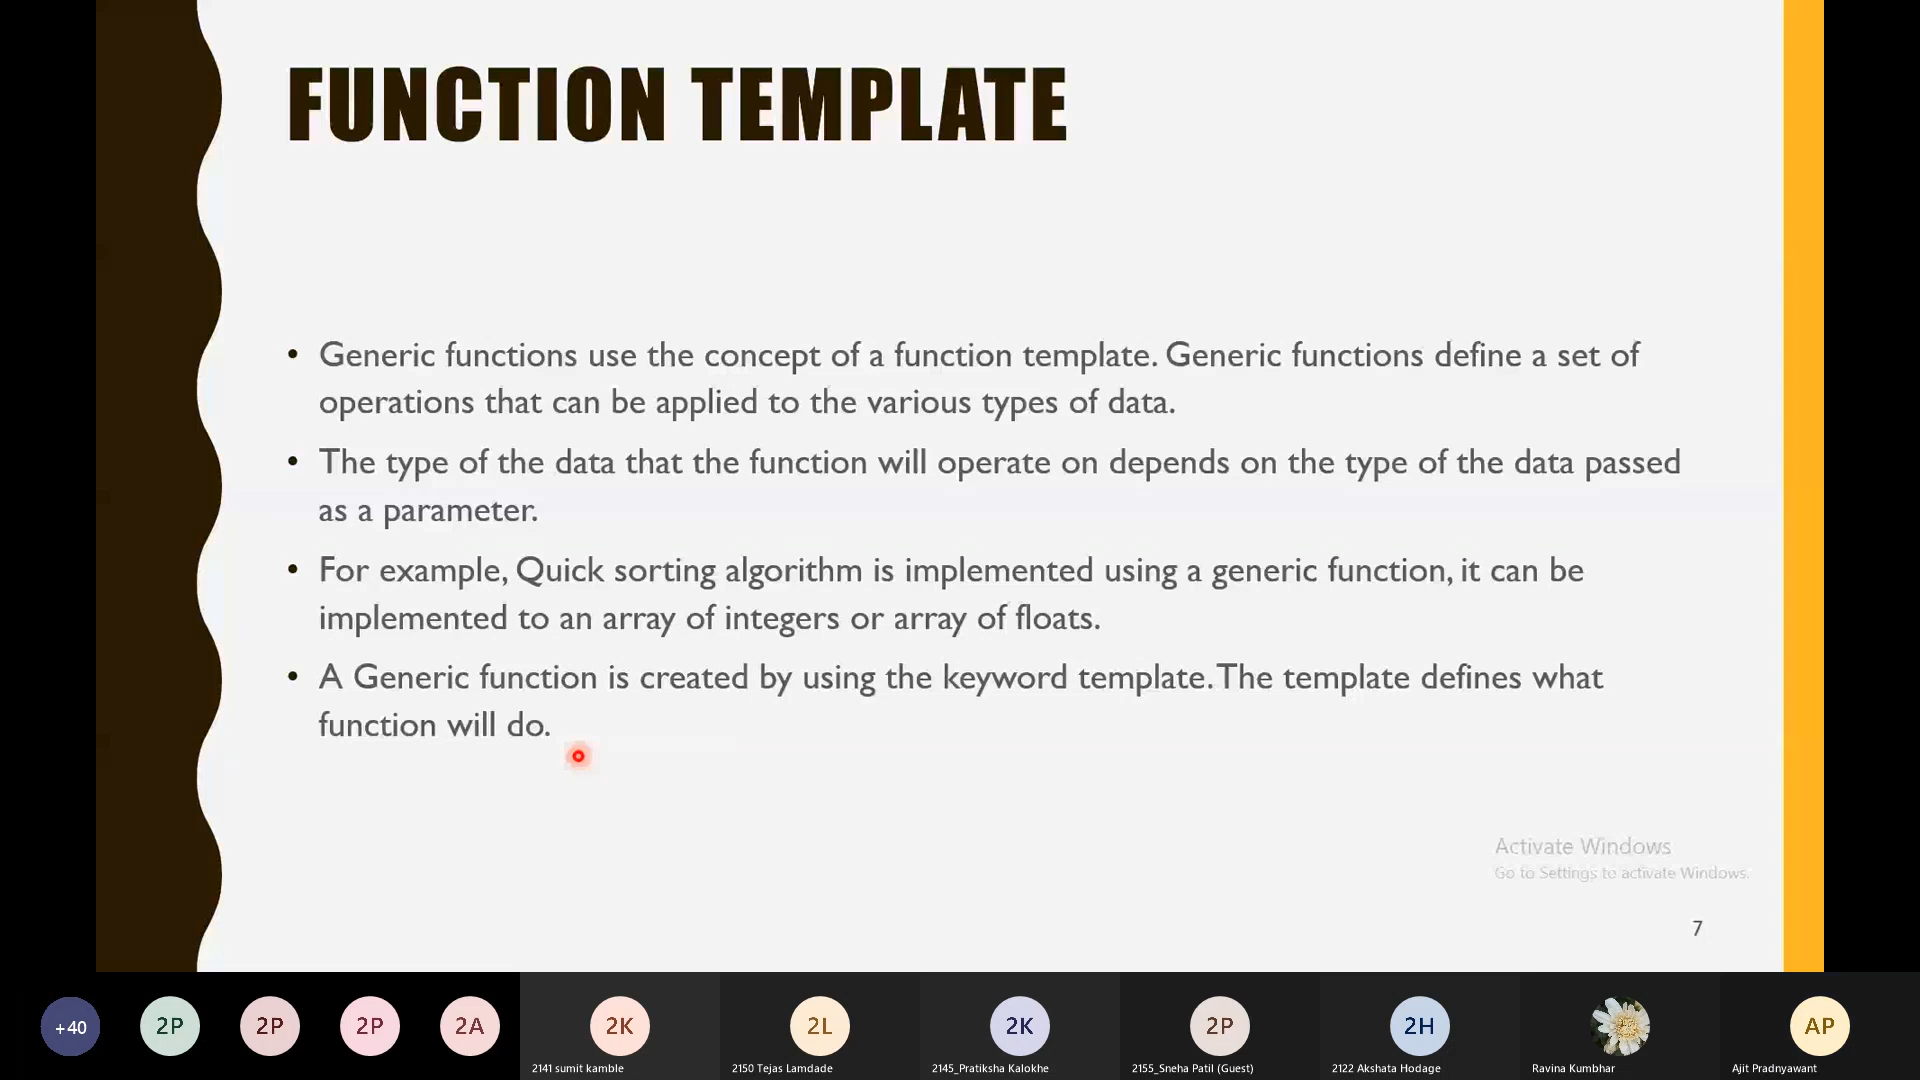 FUNCTION TEMPLATE
• Generic functions use the concept of a function template. Generic functions define a set of
operations that can be applied to the various types of data.
• The type of the data that the function will operate on depends on the type of the data passed
as a parameter.
• For example, Quick sorting algorithm is implemented using a generic function, it can be
implemented to an array of integers or array of floats.
• A Generic function is created by using the keyword template. The template defines what
function will do.
Activate Windows
Go to Settings to activate Windows.
7
+40 2P 2P 2P 2A 2K 2L 2K 2P 2H AP
2141 sumit kamble 2150 Tejas Lamdade 2145_Pratiksha Kalokhe 2155_Sneha Patil (Guest) 2122 Akshata Hodage Ravina Kumbhar Ajit Pradnyawant